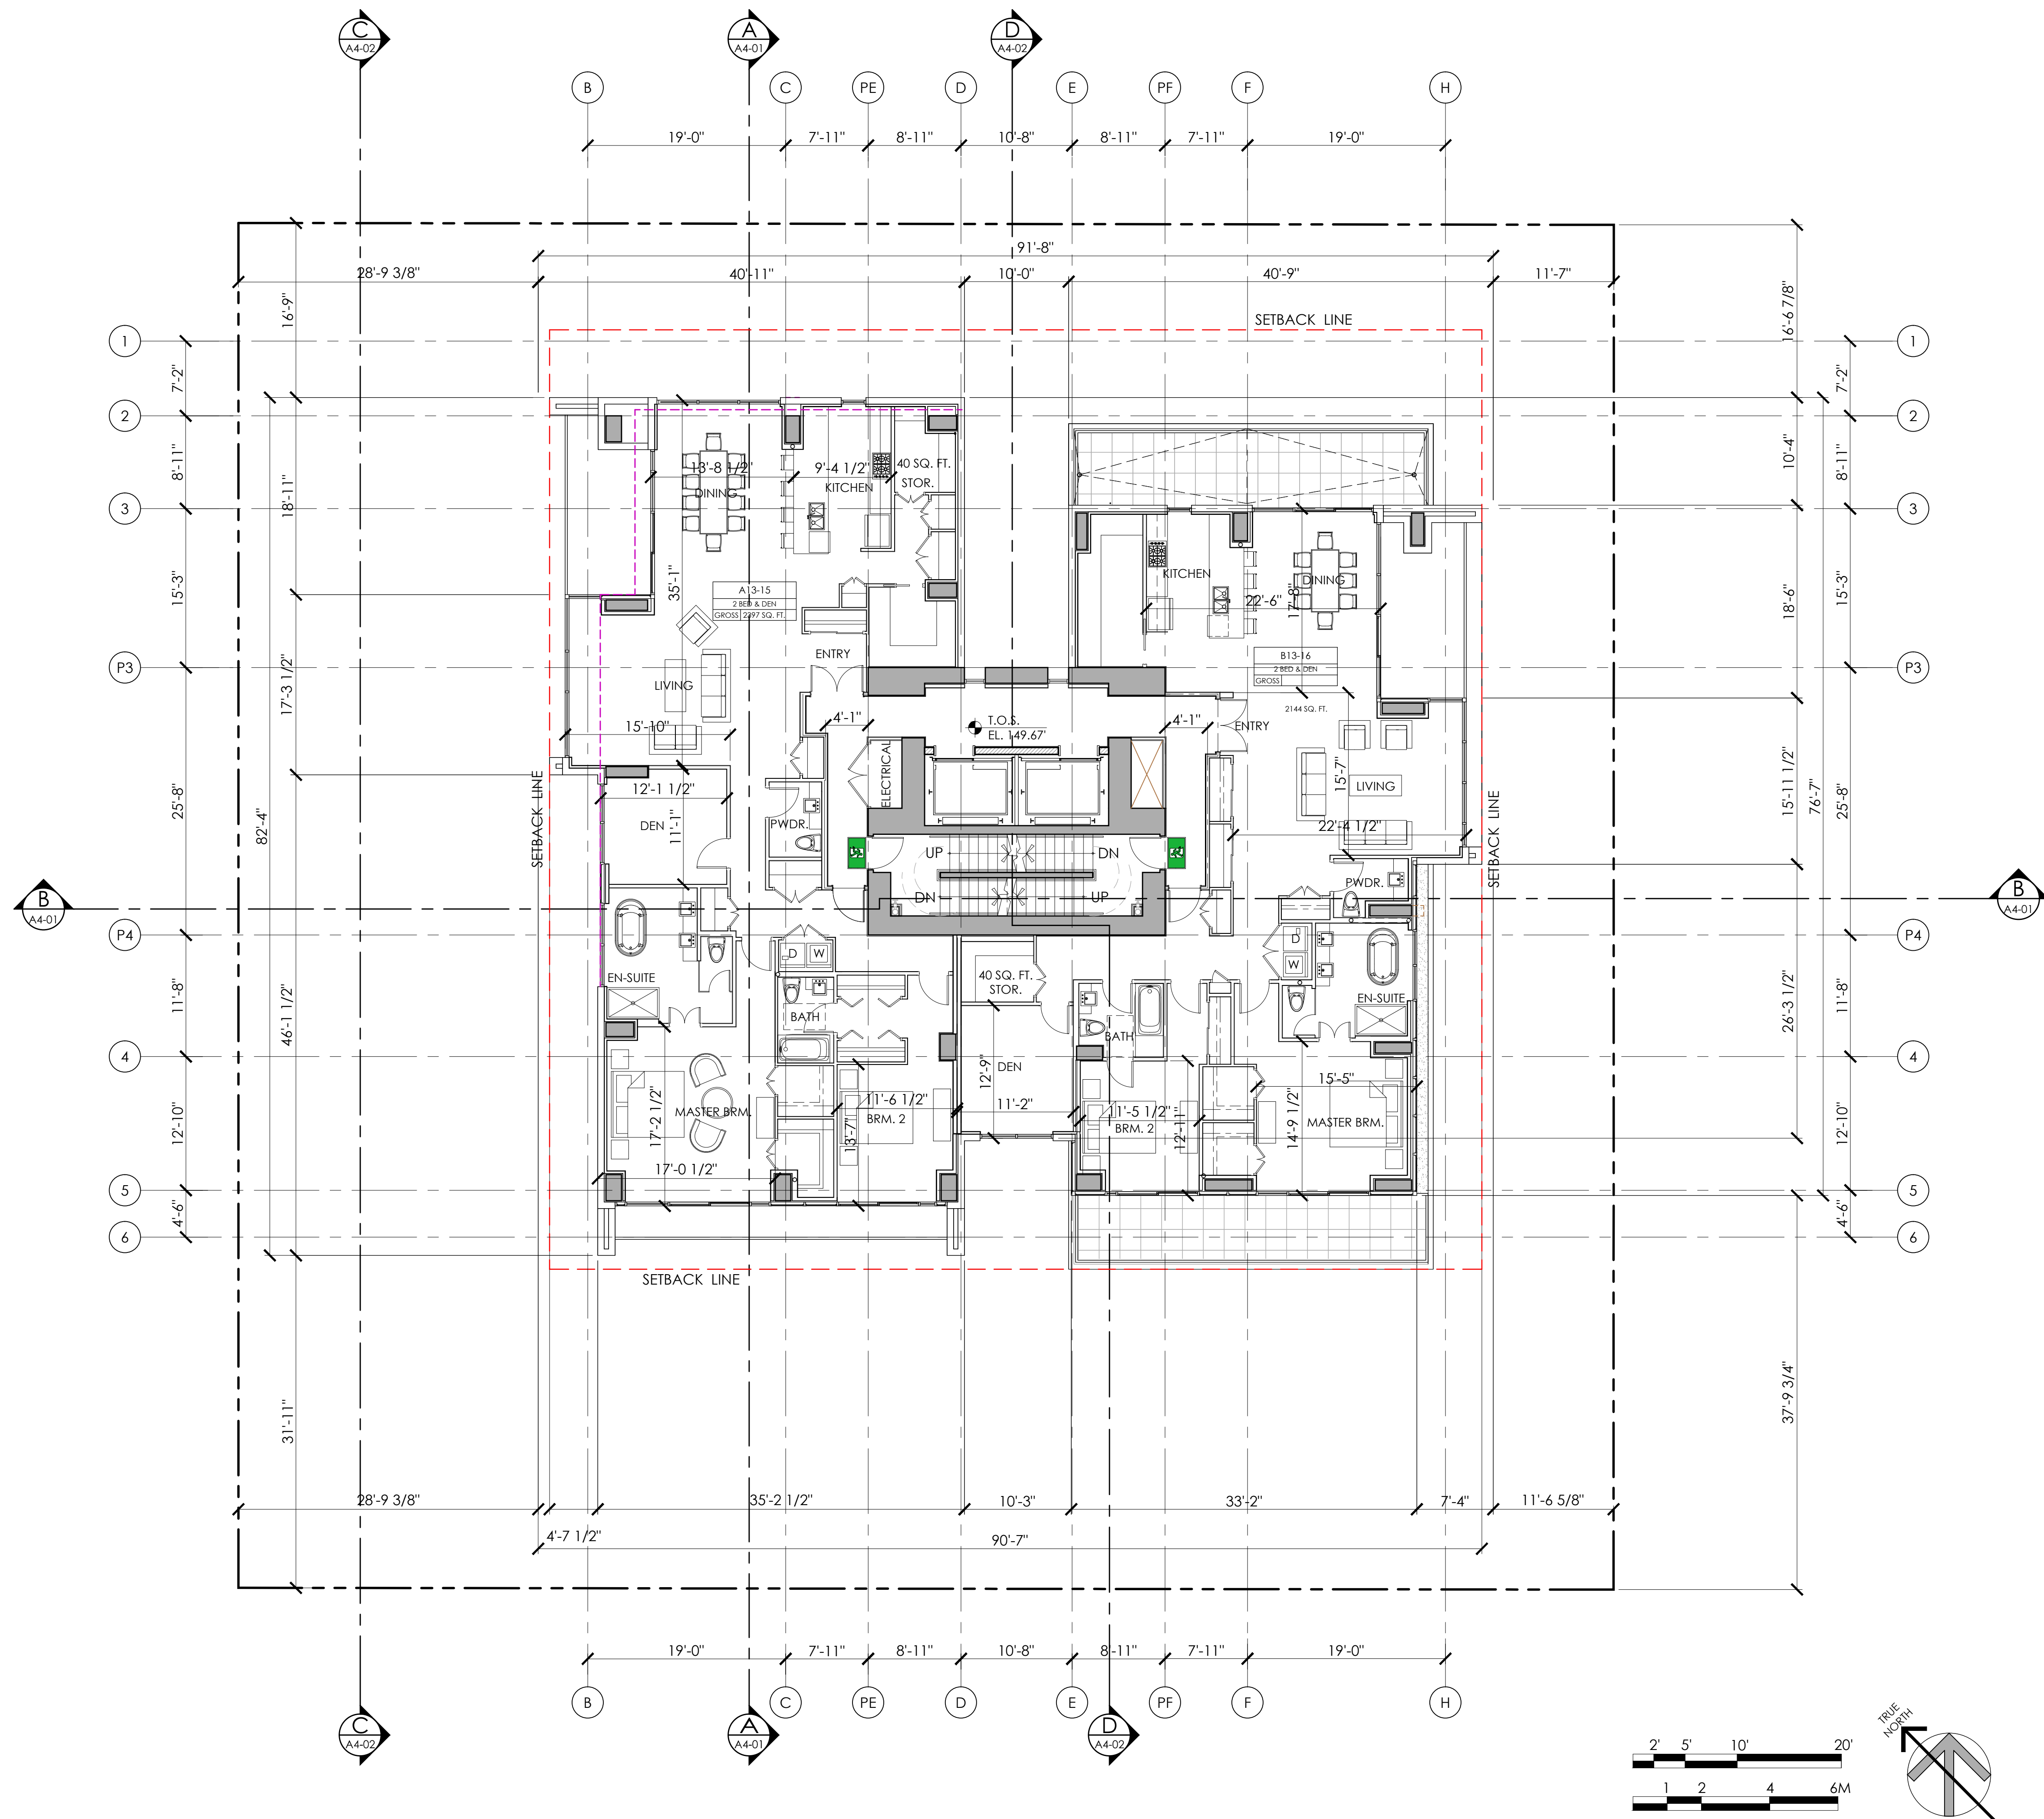 C
A4-02
A
A4-01
D
A4-02
B
C
PE
D
E
PF
F
H
19'-0"
7'-11"
8'-11"
10'-8"
8'-11"
7'-11"
19'-0"
91'-8"
28'-9 3/8"
40'-11"
10'-0"
40'-9"
11'-7"
16'-9"
16'-6 7/8"
SETBACK LINE
1
1
7'-2"
7'-2"
2
2
8'-11"
18'-11"
10'-4"
8'-11"
13'-8 1/2"
9'-4 1/2"
40 SQ. FT.
STOR.
DINING
KITCHEN
3
3
15'-3"
35'-1"
KITCHEN
DINING
22'-6"
17'-8"
18'-6"
15'-3"
A13-15
2 BED & DEN
GROSS 2397 SQ. FT.
ENTRY
B13-16
2 BED & DEN
GROSS
2144 SQ. FT.
P3
P3
17'-3 1/2"
LIVING
15'-10"
4'-1"
T.O.S.
EL. 149.67'
4'-1"
ENTRY
ELECTRICAL
15'-7"
LIVING
15'-11 1/2"
76'-7"
25'-8"
25'-8"
82'-4"
SETBACK LINE
12'-1 1/2"
DEN
11'-1"
PWDR.
22'-4 1/2"
SETBACK LINE
UP
DN
DN
UP
PWDR.
B
A4-01
B
A4-01
P4
P4
D
W
D
W
11'-8"
46'-1 1/2"
EN-SUITE
BATH
40 SQ. FT.
STOR.
BATH
EN-SUITE
26'-3 1/2"
11'-8"
4
4
12'-10"
MASTER BRM.
17'-2 1/2"
17'-0 1/2"
11'-6 1/2"
BRM. 2
13'-7"
12'-9"
DEN
11'-2"
11'-5 1/2"
BRM. 2
12'-11"
14'-9 1/2"
15'-5"
MASTER BRM.
12'-10"
5
5
4'-6"
4'-6"
6
6
SETBACK LINE
31'-11"
37'-9 3/4"
28'-9 3/8"
35'-2 1/2"
10'-3"
33'-2"
7'-4"
11'-6 5/8"
4'-7 1/2"
90'-7"
19'-0"
7'-11"
8'-11"
10'-8"
8'-11"
7'-11"
19'-0"
B
C
PE
D
E
PF
F
H
C
A4-02
A
A4-01
D
A4-02
TRUE
NORTH
2' 5' 10' 20'
1 2 4 6M